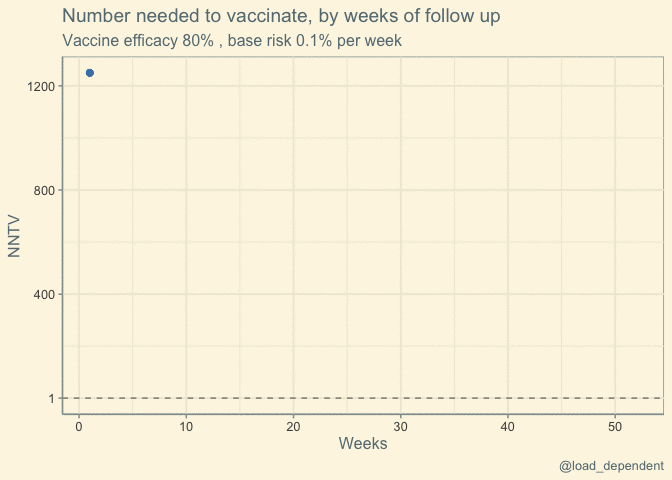 Number needed to vaccinate, by weeks of follow up
Vaccine efficacy 80% , base risk 0.1% per week
1200
800
400
1
NNTV
0 10 20 30 40 50
Weeks
@load_dependent